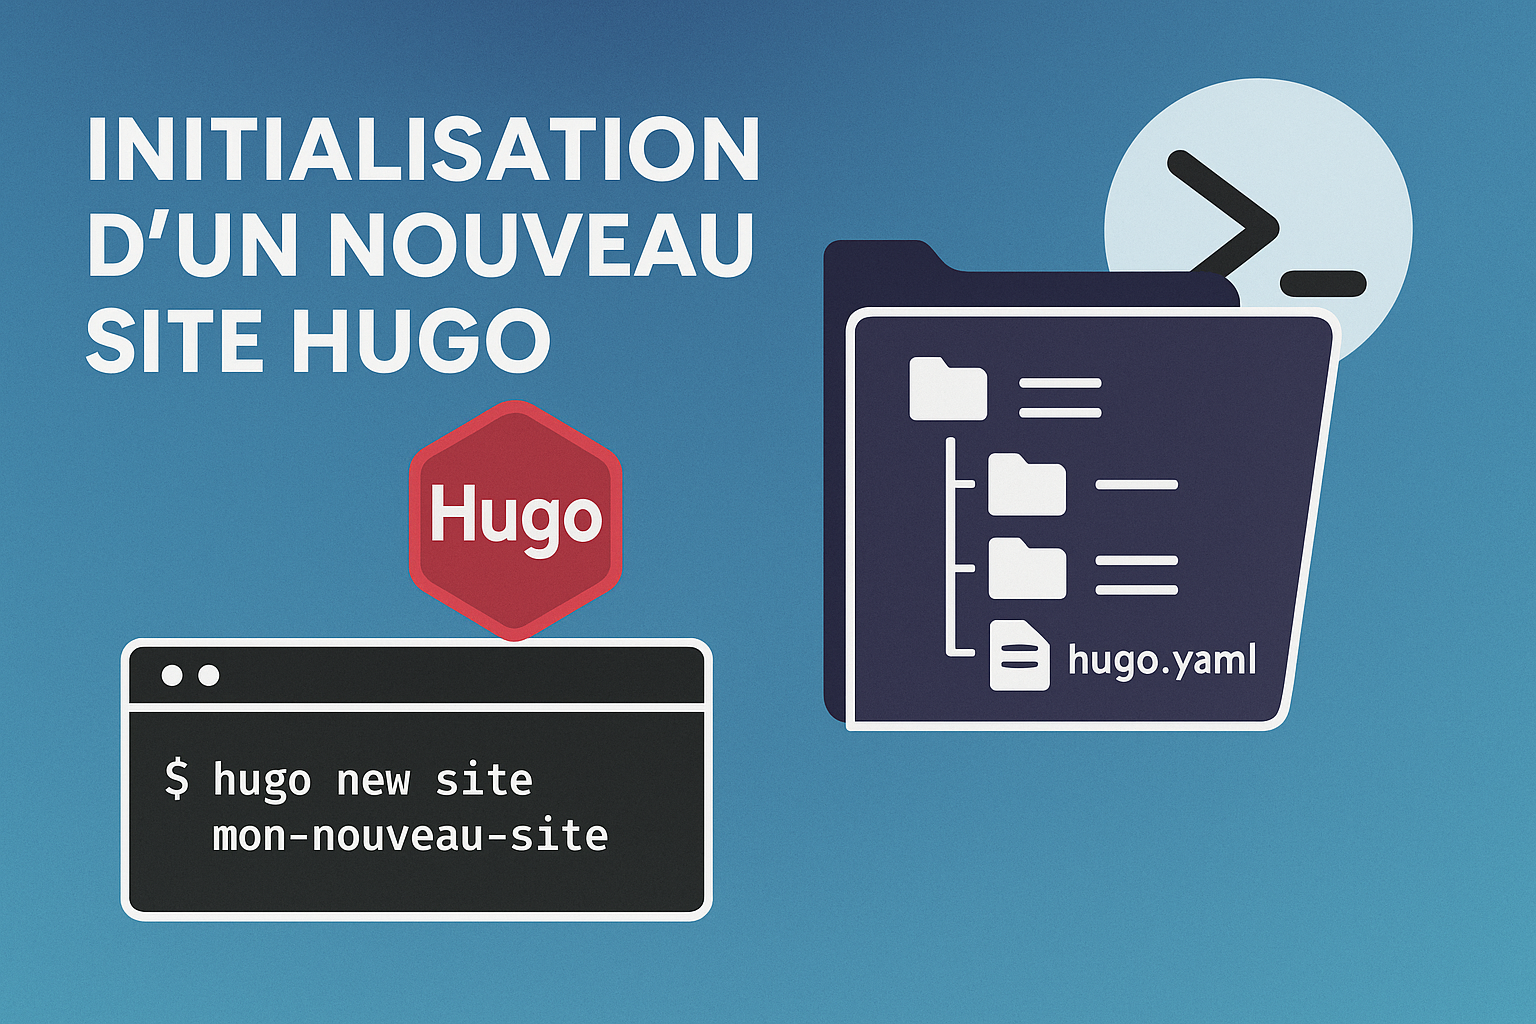 INITIALISATION
D’UN NOUVEAU
SITE HUGO
Hugo
$ hugo new site
mon-nouveau-site
>_
hugo.yaml